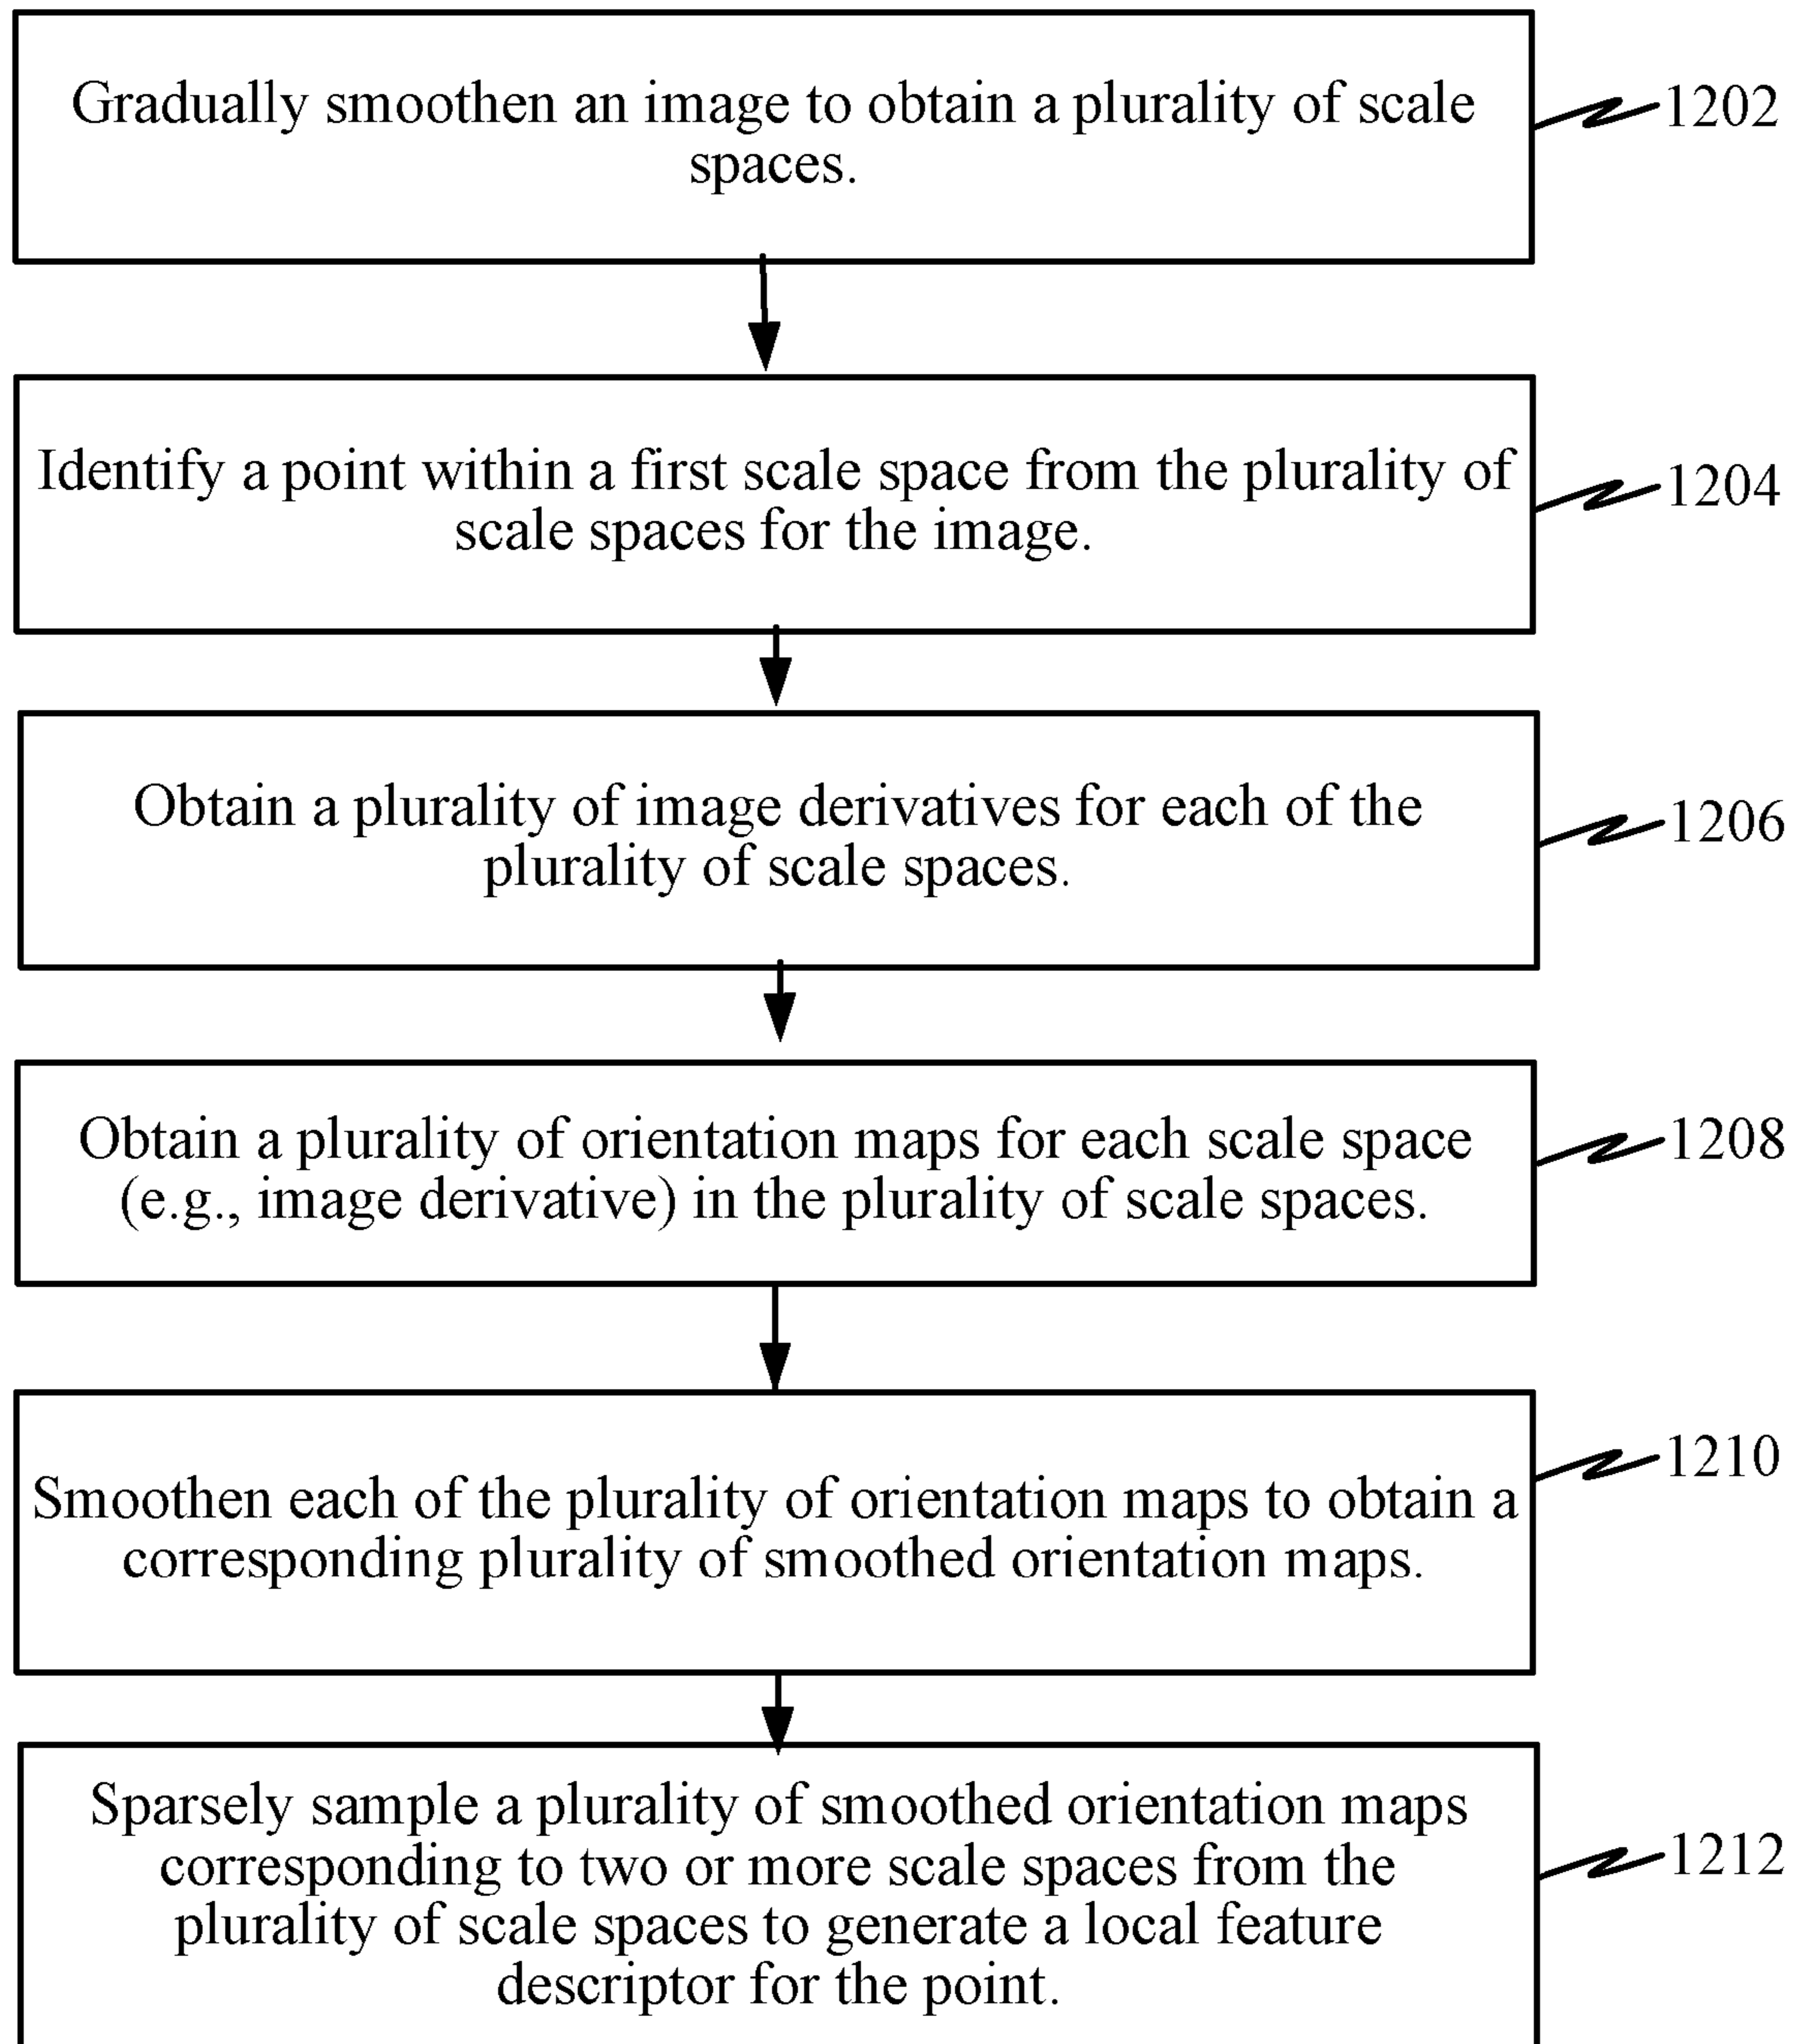 Gradually smoothen an image to obtain a plurality of scale
spaces.
1202
Identify a point within a first scale space from the plurality of
scale spaces for the image.
1204
Obtain a plurality of image derivatives for each of the
plurality of scale spaces.
1206
Obtain a plurality of orientation maps for each scale space
(e.g., image derivative) in the plurality of scale spaces.
1208
Smoothen each of the plurality of orientation maps to obtain a
corresponding plurality of smoothed orientation maps.
1210
Sparsely sample a plurality of smoothed orientation maps
corresponding to two or more scale spaces from the
plurality of scale spaces to generate a local feature
descriptor for the point.
1212